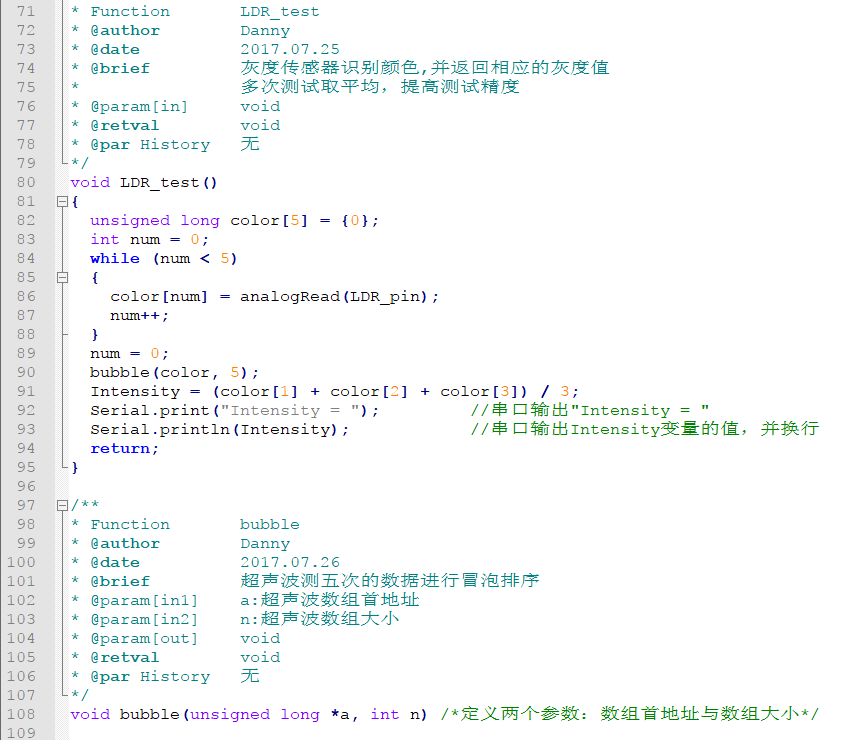 71 * Function       LDR_test
72 * @author        Danny
73 * @date          2017.07.25
74 * @brief         灰度传感器识别颜色,并返回相应的灰度值
75 *                多次测试取平均，提高测试精度
76 * @param[in]     void
77 * @retval        void
78 * @par History   无
79 */
80 void LDR_test()
81 {
82   unsigned long color[5] = {0};
83   int num = 0;
84   while (num < 5)
85   {
86     color[num] = analogRead(LDR_pin);
87     num++;
88   }
89   num = 0;
90   bubble(color, 5);
91   Intensity = (color[1] + color[2] + color[3]) / 3;
92   Serial.print("Intensity = ");         //串口输出"Intensity = "
93   Serial.println(Intensity);            //串口输出Intensity变量的值，并换行
94   return;
95 }
96
97 /**
98 * Function       bubble
99 * @author        Danny
100 * @date          2017.07.26
101 * @brief         超声波测五次的数据进行冒泡排序
102 * @param[in1]    a:超声波数组首地址
103 * @param[in2]    n:超声波数组大小
104 * @param[out]    void
105 * @retval        void
106 * @par History   无
107 */
108 void bubble(unsigned long *a, int n) /*定义两个参数：数组首地址与数组大小*/
109